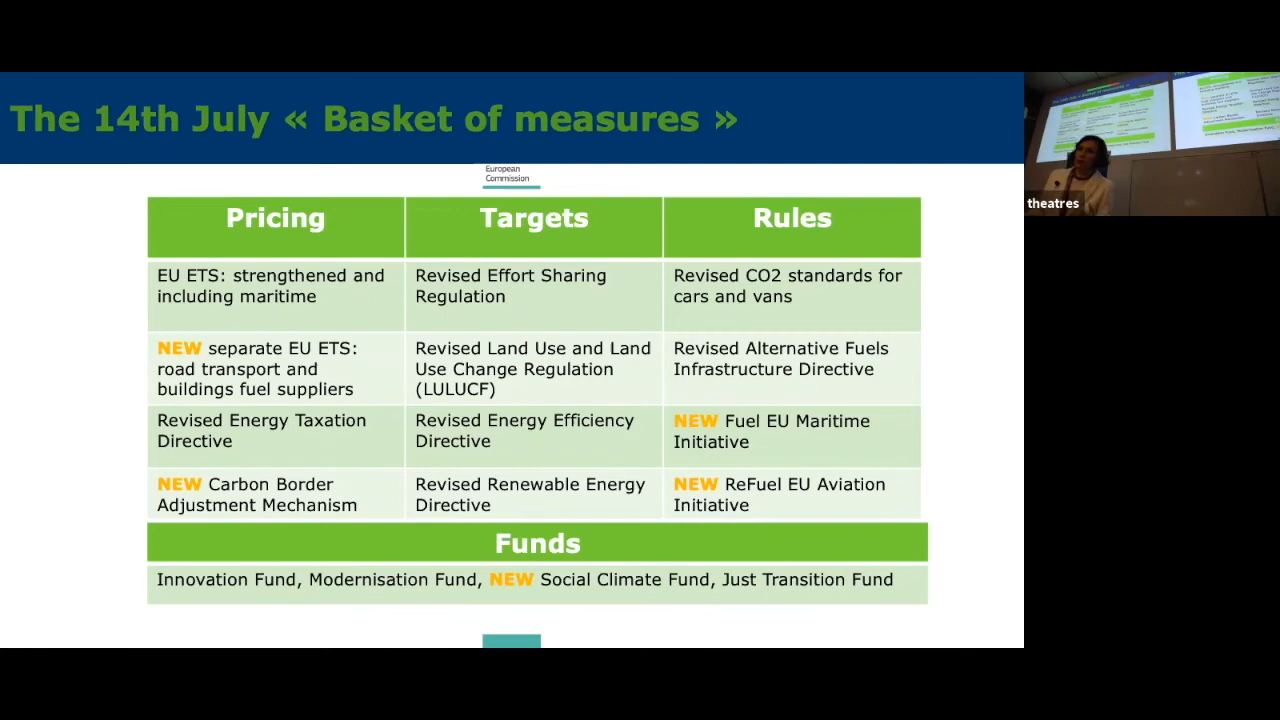 The 14th July « Basket of measures »
European
Commission
Pricing
Targets
Rules
EU ETS: strengthened and
including maritime
Revised Effort Sharing
Regulation
Revised CO2 standards for
cars and vans
NEW separate EU ETS:
road transport and
buildings fuel suppliers
Revised Land Use and Land
Use Change Regulation
(LULUCF)
Revised Alternative Fuels
Infrastructure Directive
Revised Energy Taxation
Directive
Revised Energy Efficiency
Directive
NEW Fuel EU Maritime
Initiative
NEW Carbon Border
Adjustment Mechanism
Revised Renewable Energy
Directive
NEW ReFuel EU Aviation
Initiative
Funds
Innovation Fund, Modernisation Fund, NEW Social Climate Fund, Just Transition Fund
theatres